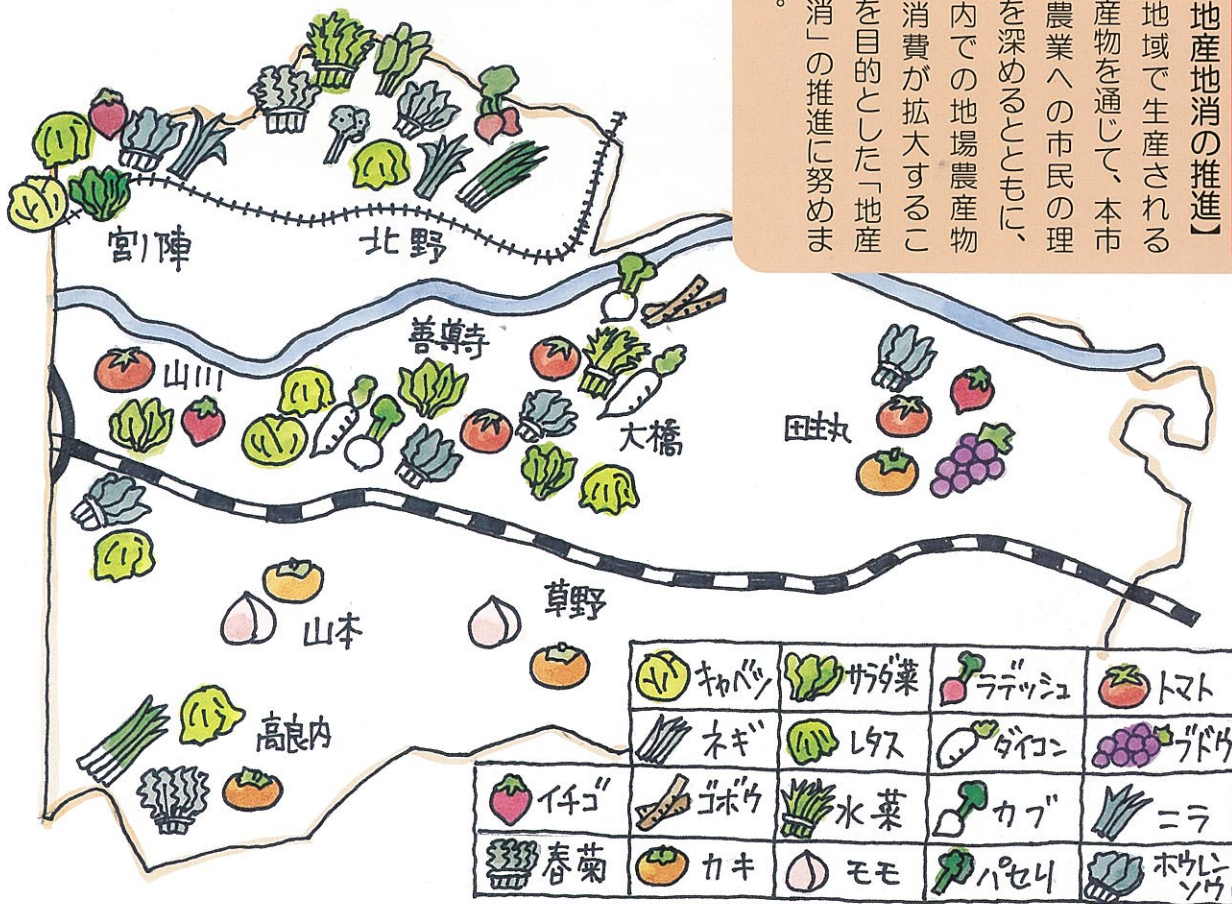 地産地消の推進】
地域で生産される
産物を通じて、本市
農業への市民の理
を深めるとともに、
内での地場農産物
消費が拡大するこ
を目的とした「地産
消」の推進に努めま
。
宮ノ陣
北野
善導寺
山川
大橋
田主丸
山本
草野
高良内
キャベツ
サラダ菜
ラデッシュ
トマト
ネギ
レタス
ダイコン
ブドウ
イチゴ
ゴボウ
水菜
カブ
ニラ
春菊
カキ
モモ
パセリ
ホウレン
ソウ